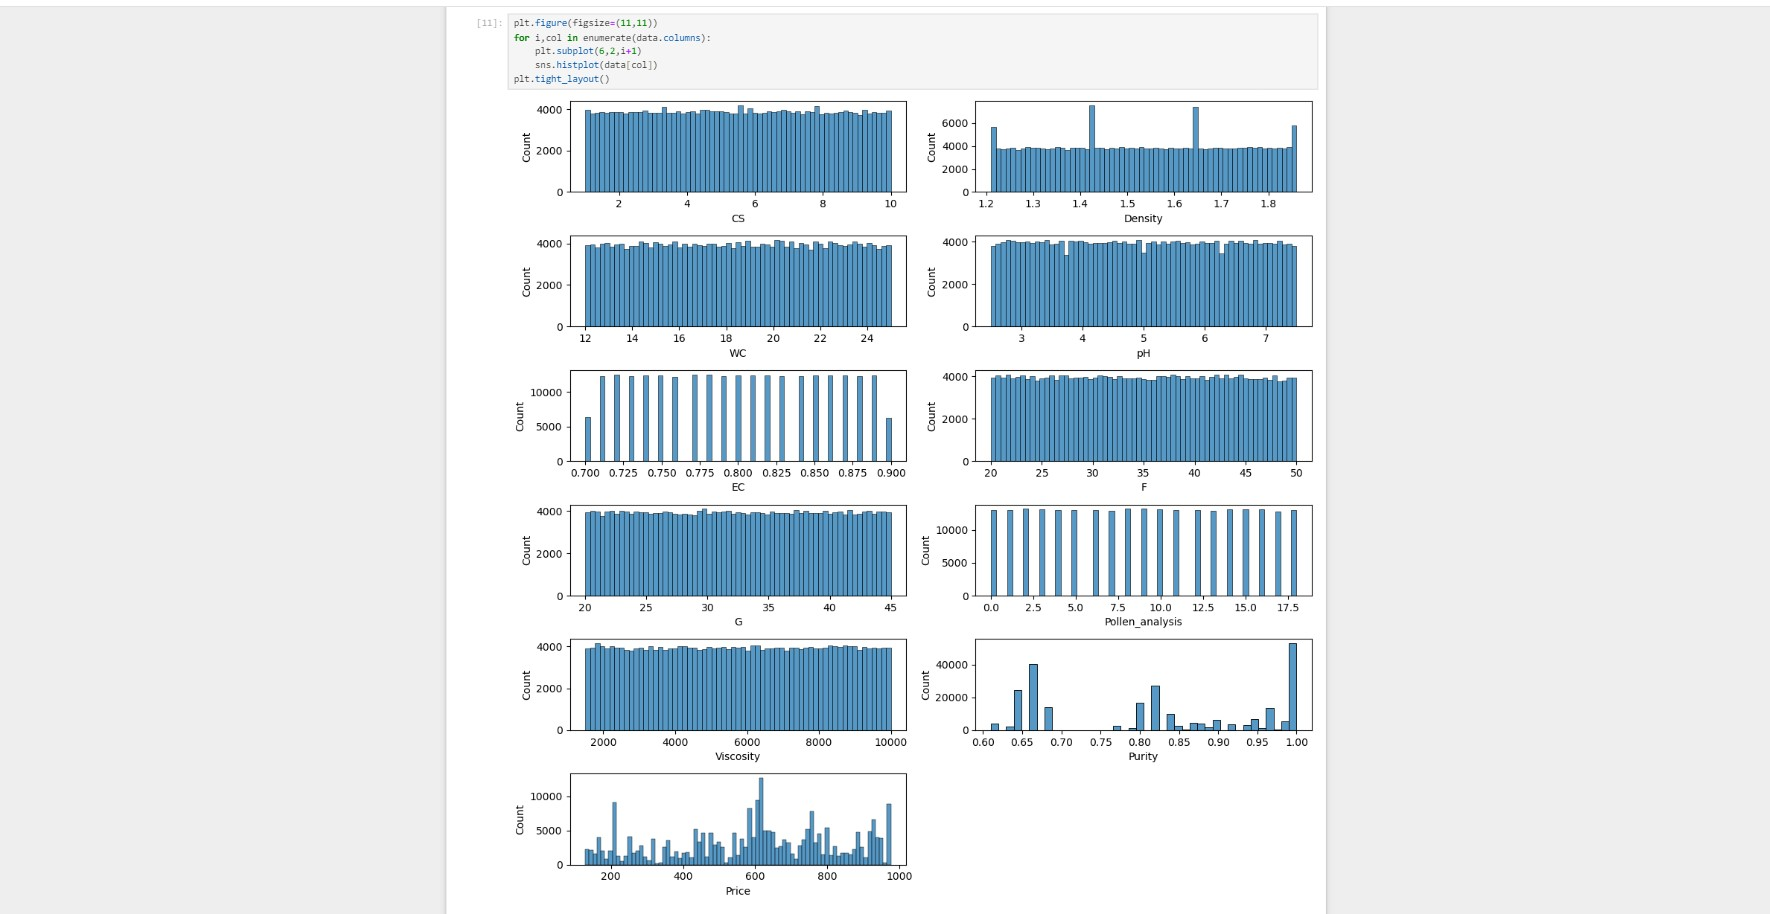 [11]: plt.figure(figsize=(11,11))
for i,col in enumerate(data.columns):
    plt.subplot(6,2,i+1)
    sns.histplot(data[col])
plt.tight_layout()
4000
2000
0
Count
2 4 6 8 10
CS
6000
4000
2000
0
Count
1.2 1.3 1.4 1.5 1.6 1.7 1.8
Density
4000
2000
0
Count
12 14 16 18 20 22 24
WC
4000
2000
0
Count
3 4 5 6 7
pH
10000
5000
0
Count
0.700 0.725 0.750 0.775 0.800 0.825 0.850 0.875 0.900
EC
4000
2000
0
Count
20 25 30 35 40 45 50
F
4000
2000
0
Count
20 25 30 35 40 45
G
10000
5000
0
Count
0.0 2.5 5.0 7.5 10.0 12.5 15.0 17.5
Pollen_analysis
4000
2000
0
Count
2000 4000 6000 8000 10000
Viscosity
40000
20000
0
Count
0.60 0.65 0.70 0.75 0.80 0.85 0.90 0.95 1.00
Purity
10000
5000
0
Count
200 400 600 800 1000
Price